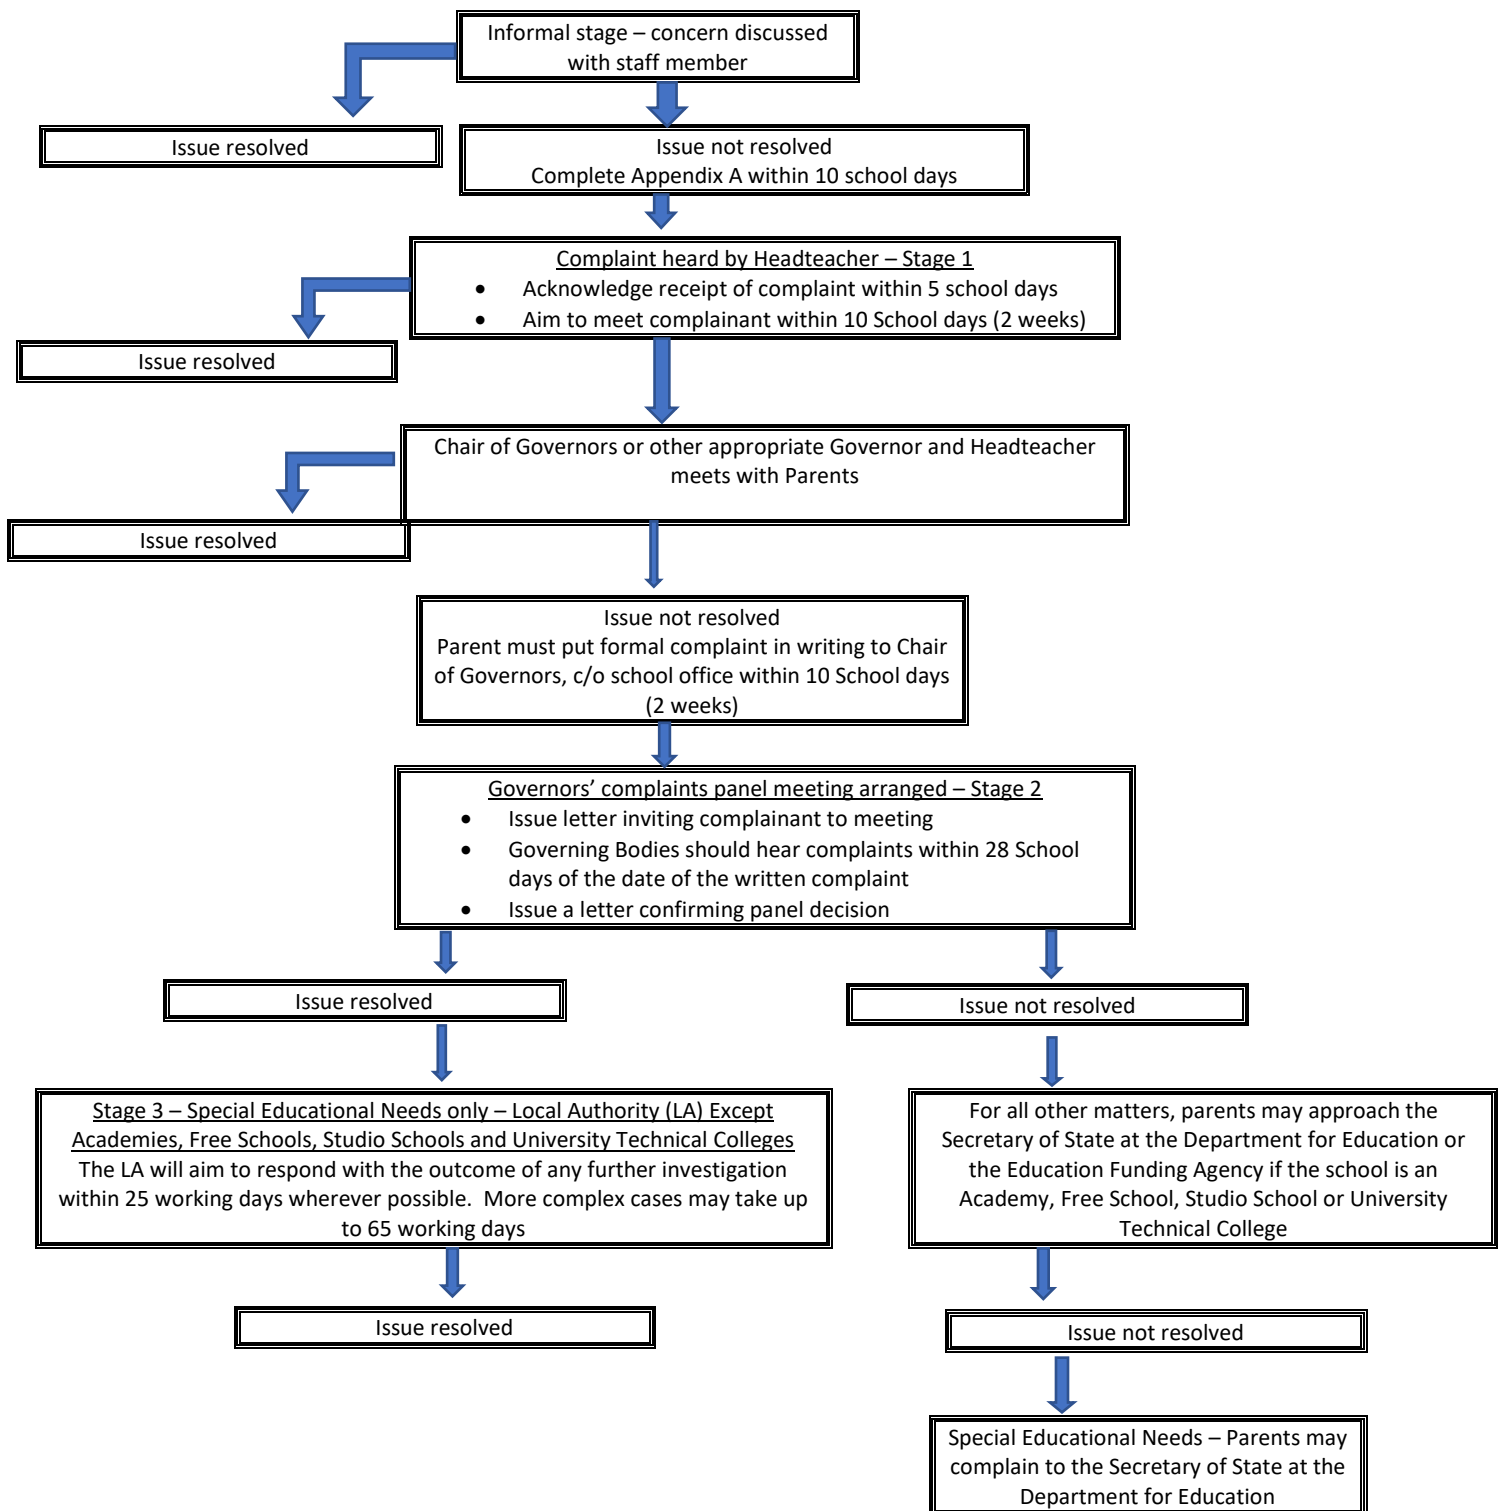 Informal stage – concern discussed
with staff member
Issue resolved
Issue not resolved
Complete Appendix A within 10 school days
Complaint heard by Headteacher – Stage 1
• Acknowledge receipt of complaint within 5 school days
• Aim to meet complainant within 10 School days (2 weeks)
Issue resolved
Chair of Governors or other appropriate Governor and Headteacher
meets with Parents
Issue resolved
Issue not resolved
Parent must put formal complaint in writing to Chair
of Governors, c/o school office within 10 School days
(2 weeks)
Governors’ complaints panel meeting arranged – Stage 2
• Issue letter inviting complainant to meeting
• Governing Bodies should hear complaints within 28 School
days of the date of the written complaint
• Issue a letter confirming panel decision
Issue resolved
Issue not resolved
Stage 3 – Special Educational Needs only – Local Authority (LA) Except
Academies, Free Schools, Studio Schools and University Technical Colleges
The LA will aim to respond with the outcome of any further investigation
within 25 working days wherever possible.  More complex cases may take up
to 65 working days
For all other matters, parents may approach the
Secretary of State at the Department for Education or
the Education Funding Agency if the school is an
Academy, Free School, Studio School or University
Technical College
Issue resolved
Issue not resolved
Special Educational Needs – Parents may
complain to the Secretary of State at the
Department for Education